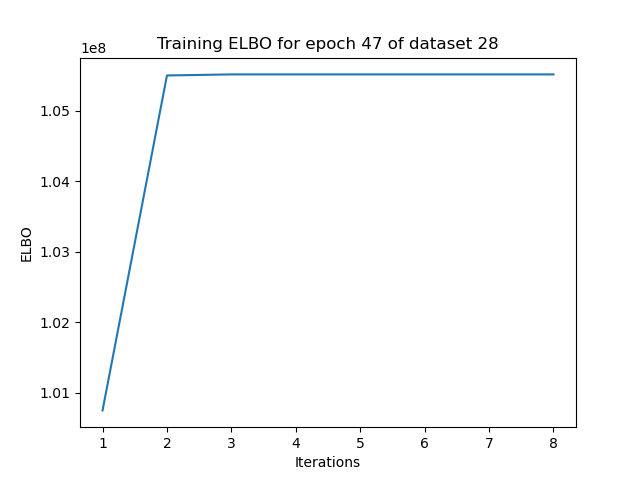 Training ELBO for epoch 47 of dataset 28
1e8
1.05
1.04
1.03
1.02
1.01
ELBO
1 2 3 4 5 6 7 8
Iterations